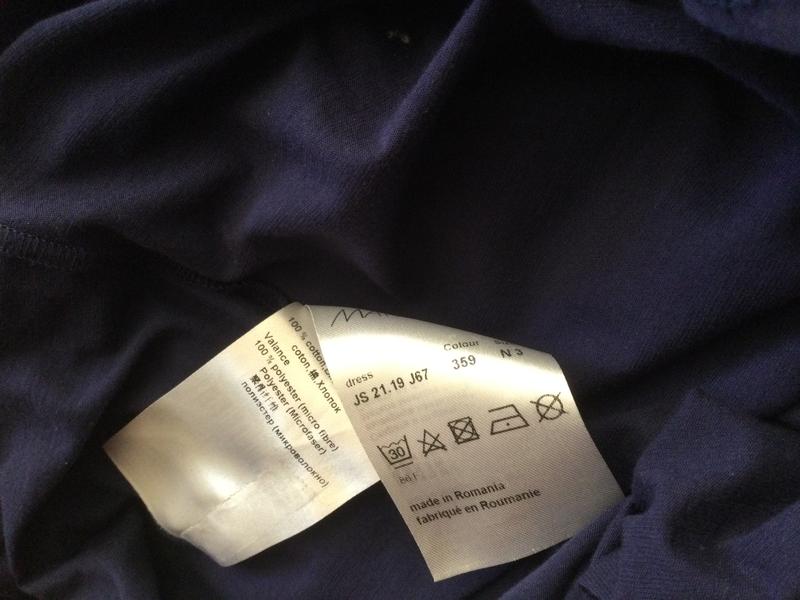 100 % cotton
coton, 棉, Хлопок
Valance
100 % polyester (micro fibre)
Polyester (Microfaser)
полиэстер (микроволокно)
Colour
dress
359
N 3
JS 21.19 J67
30
made in Romania
fabriqué en Roumanie